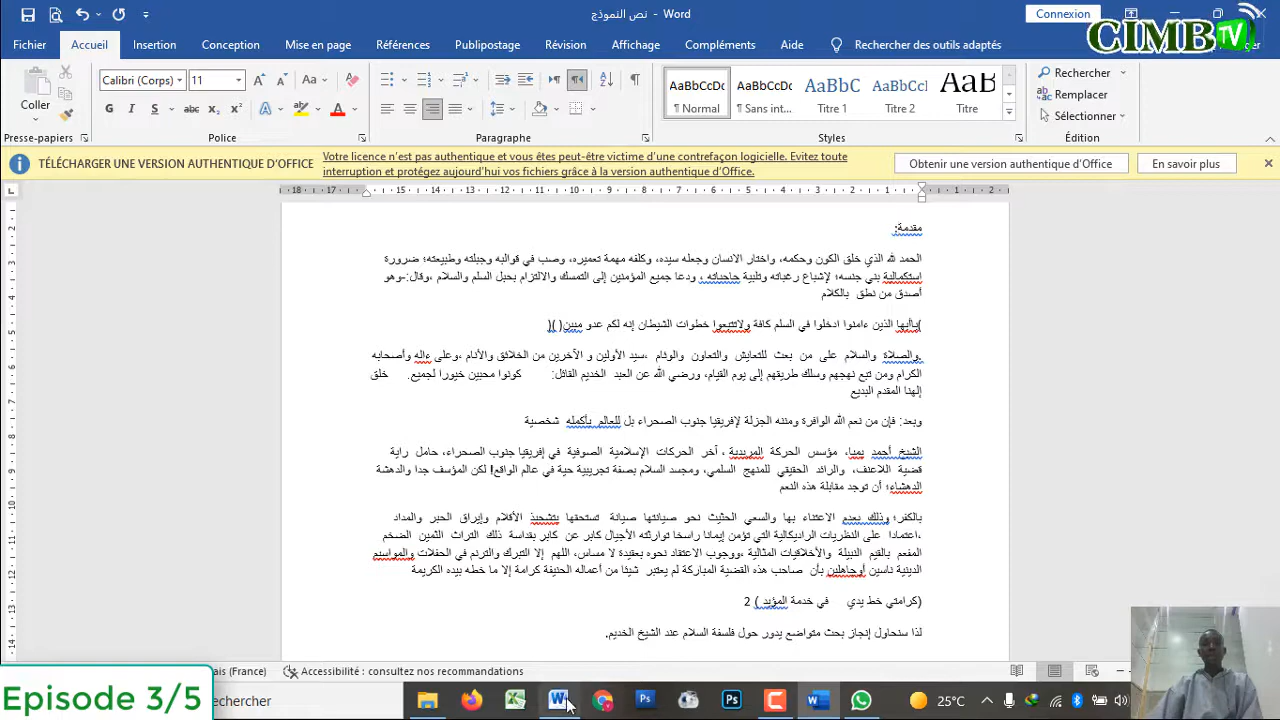 نص النموذج - Word
Connexion
CIMB TV
Fichier Accueil Insertion Conception Mise en page Références Publipostage Révision Affichage Compléments Aide Rechercher des outils adaptés
Calibri (Corps) 11
Coller
AaBbCcDc AaBbCcDc AaBbC AaBbCcD AaB
¶ Normal ¶ Sans int... Titre 1 Titre 2 Titre
Rechercher
Remplacer
Sélectionner
Presse-papiers Police Paragraphe Styles Édition
TÉLÉCHARGER UNE VERSION AUTHENTIQUE D'OFFICE Votre licence n'est pas authentique et vous êtes peut-être victime d'une contrefaçon logicielle. Evitez toute
interruption et protégez aujourd'hui vos fichiers grâce à la version authentique d'Office. Obtenir une version authentique d'Office En savoir plus
مقدمة:
الحمد لله الذي خلق الكون وحكمه، واختار الانسان وجعله سيده، وكلفه مهمة تعميره، وصب في قوالبه وجبلته وطبيعته؛ ضرورة
استكمالية بني جنسه؛ لإشباع رغباته وتلبية حاجياته ، ودعا جميع المؤمنين إلى التمسك والالتزام بحبل السلم والسلام ،وقال:-وهو
أصدق من نطق بالكلام
)ياأيها الذين ءامنوا ادخلوا في السلم كافة ولاتتبعوا خطوات الشيطان إنه لكم عدو مبين( )(
.والصلاة والسلام على من بعث للتعايش والتعاون والوئام ،سيد الأولين و الآخرين من الخلائق والأنام ،وعلى ءاله وأصحابه
الكرام ومن تبع نهجهم وسلك طريقهم إلى يوم القيام، ورضي الله عن العبد الخديم القائل: كونوا محبين خيورا لجميع. خلق
إلهنا المقدم البديع
وبعد: فإن من نعم الله الوافرة ومننه الجزلة لإفريقيا جنوب الصحراء بل للعالم بأكمله شخصية
الشيخ أحمد بمبا، مؤسس الحركة المريدية ، آخر الحركات الإسلامية الصوفية في إفريقيا جنوب الصحراء، حامل راية
قضية اللاعنف، والرائد الحقيقي للمنهج السلمي، ومجسد السلام بصفة تجريبية حية في عالم الواقع! لكن المؤسف جدا والدهشة
الدهشاء؛ أن توجد مقابلة هذه النعم
بالكفر؛ وذلك بعدم الاعتناء بها والسعي الحثيث نحو صيانتها صيانة تستحقها بتشحيذ الأقلام وإيراق الحبر والمداد
،اعتمادا على النظريات الراديكالية التي تؤمن إيمانا راسخا توارثته الأجيال كابر عن كابر بقداسة ذلك التراث الثمين الضخم
المفعم بالقيم النبيلة والأخلاقيات المثالية ،ووجوب الاعتقاد نحوه بعقيدة لا مساس، اللهم إلا التبرك والترنم في الحفلات والمواسيم
الدينية ناسين أوجاهلين بأن صاحب هذه القضية المباركة لم يعتبر شيئا من أعماله الحنيفة كرامة إلا ما خطه بيده الكريمة
(كرامتي خط يدي في خدمة المؤيد ) 2
لذا سنحاول إنجاز بحث متواضع يدور حول فلسفة السلام عند الشيخ الخديم.
(France) Accessibilité : consultez nos recommandations
Episode 3/5
25°C